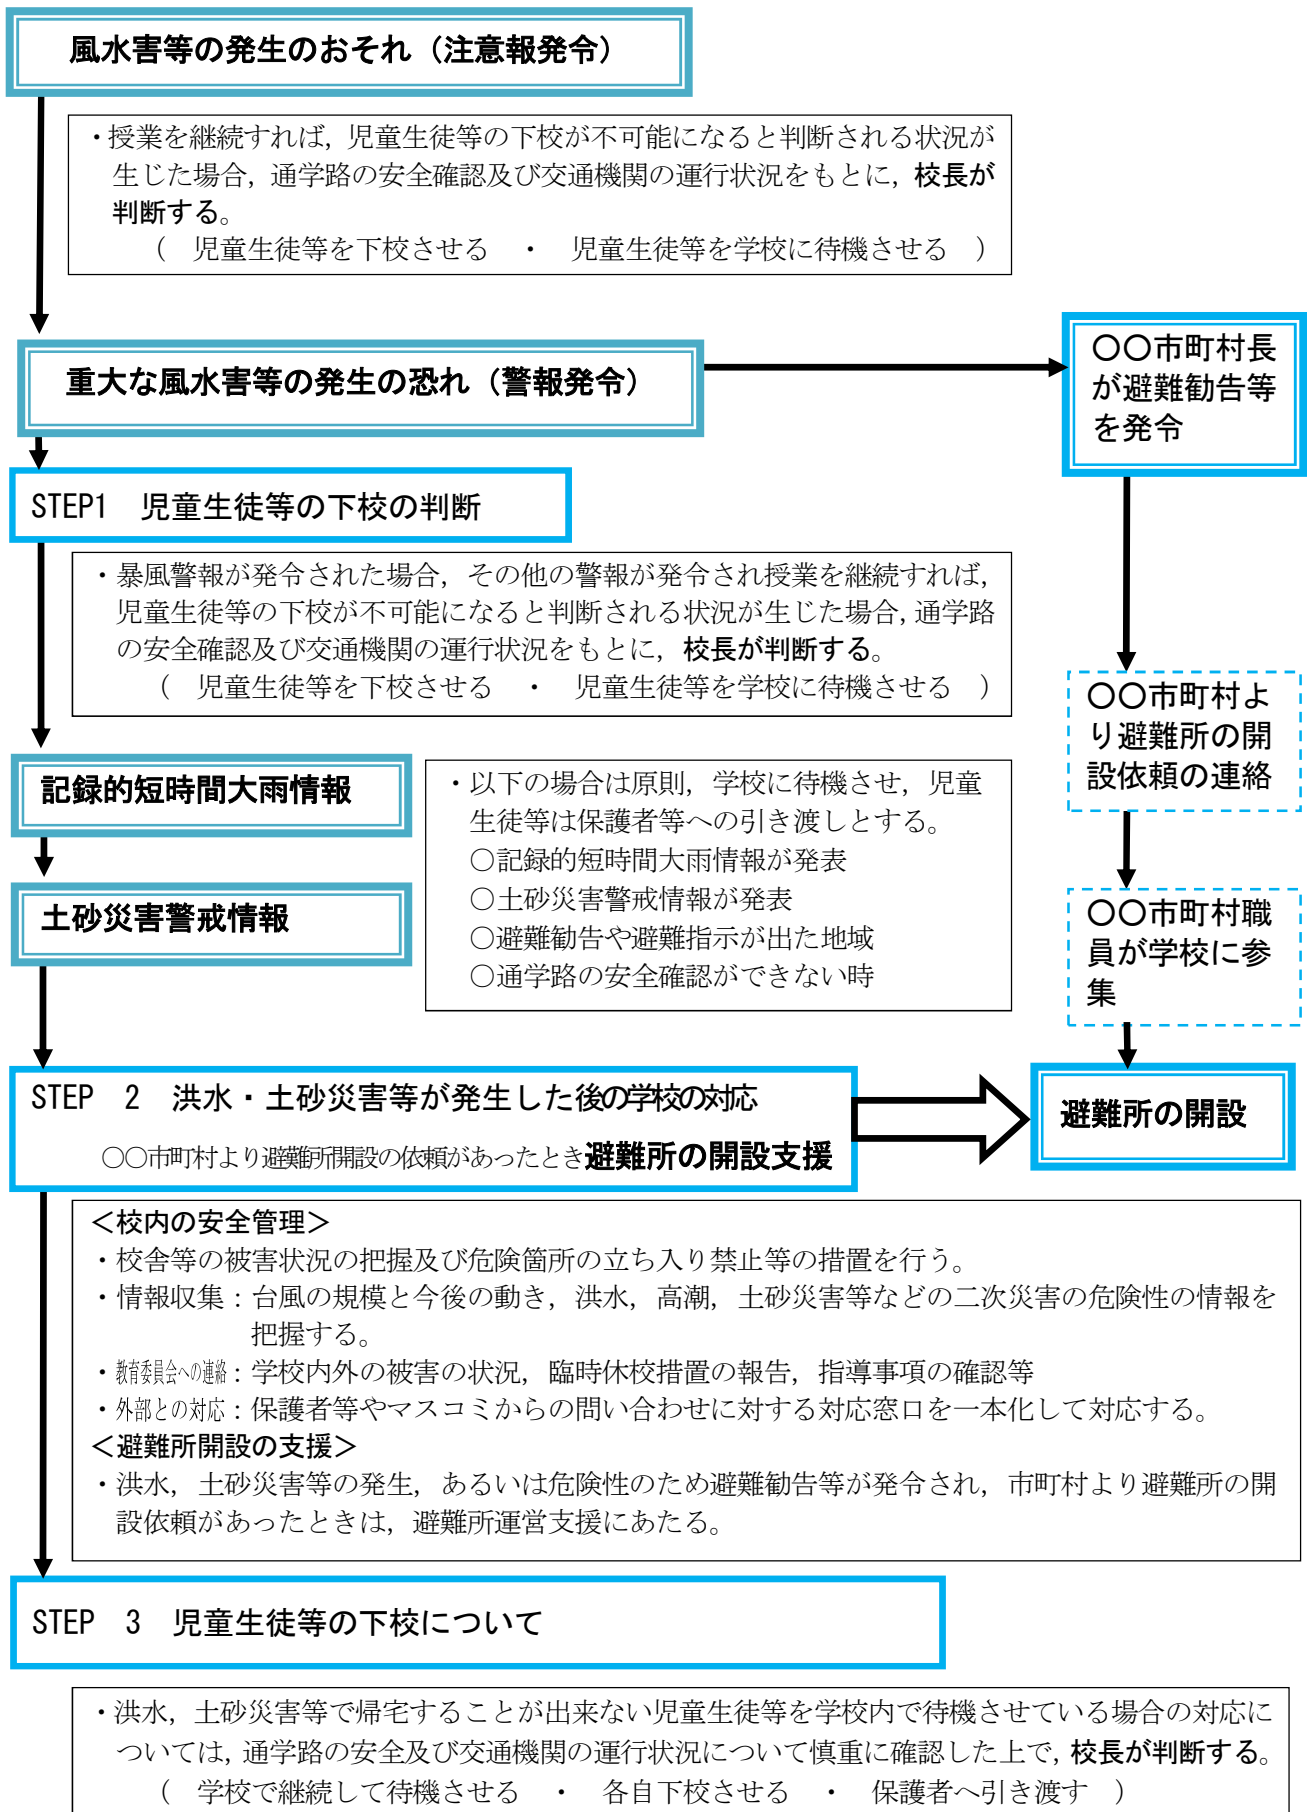 風水害等の発生のおそれ（注意報発令）
・授業を継続すれば，児童生徒等の下校が不可能になると判断される状況が
生じた場合，通学路の安全確認及び交通機関の運行状況をもとに，校長が
判断する。
（　児童生徒等を下校させる　・　児童生徒等を学校に待機させる　）
重大な風水害等の発生の恐れ（警報発令）
〇〇市町村長
が避難勧告等
を発令
STEP1　児童生徒等の下校の判断
・暴風警報が発令された場合，その他の警報が発令され授業を継続すれば，
児童生徒等の下校が不可能になると判断される状況が生じた場合，通学路
の安全確認及び交通機関の運行状況をもとに，校長が判断する。
（　児童生徒等を下校させる　・　児童生徒等を学校に待機させる　）
〇〇市町村よ
り避難所の開
設依頼の連絡
記録的短時間大雨情報
土砂災害警戒情報
・以下の場合は原則，学校に待機させ，児童
生徒等は保護者等への引き渡しとする。
○記録的短時間大雨情報が発表
○土砂災害警戒情報が発表
○避難勧告や避難指示が出た地域
○通学路の安全確認ができない時
〇〇市町村職
員が学校に参
集
STEP　2　洪水・土砂災害等が発生した後の学校の対応
○○市町村より避難所開設の依頼があったとき避難所の開設支援
避難所の開設
＜校内の安全管理＞
・校舎等の被害状況の把握及び危険箇所の立ち入り禁止等の措置を行う。
・情報収集：台風の規模と今後の動き，洪水，高潮，土砂災害等などの二次災害の危険性の情報を
把握する。
・教育委員会への連絡：学校内外の被害の状況，臨時休校措置の報告，指導事項の確認等
・外部との対応：保護者等やマスコミからの問い合わせに対する対応窓口を一本化して対応する。
＜避難所開設の支援＞
・洪水，土砂災害等の発生，あるいは危険性のため避難勧告等が発令され，市町村より避難所の開
設依頼があったときは，避難所運営支援にあたる。
STEP　3　児童生徒等の下校について
・洪水，土砂災害等で帰宅することが出来ない児童生徒等を学校内で待機させている場合の対応に
ついては，通学路の安全及び交通機関の運行状況について慎重に確認した上で，校長が判断する。
（　学校で継続して待機させる　・　各自下校させる　・　保護者へ引き渡す　）